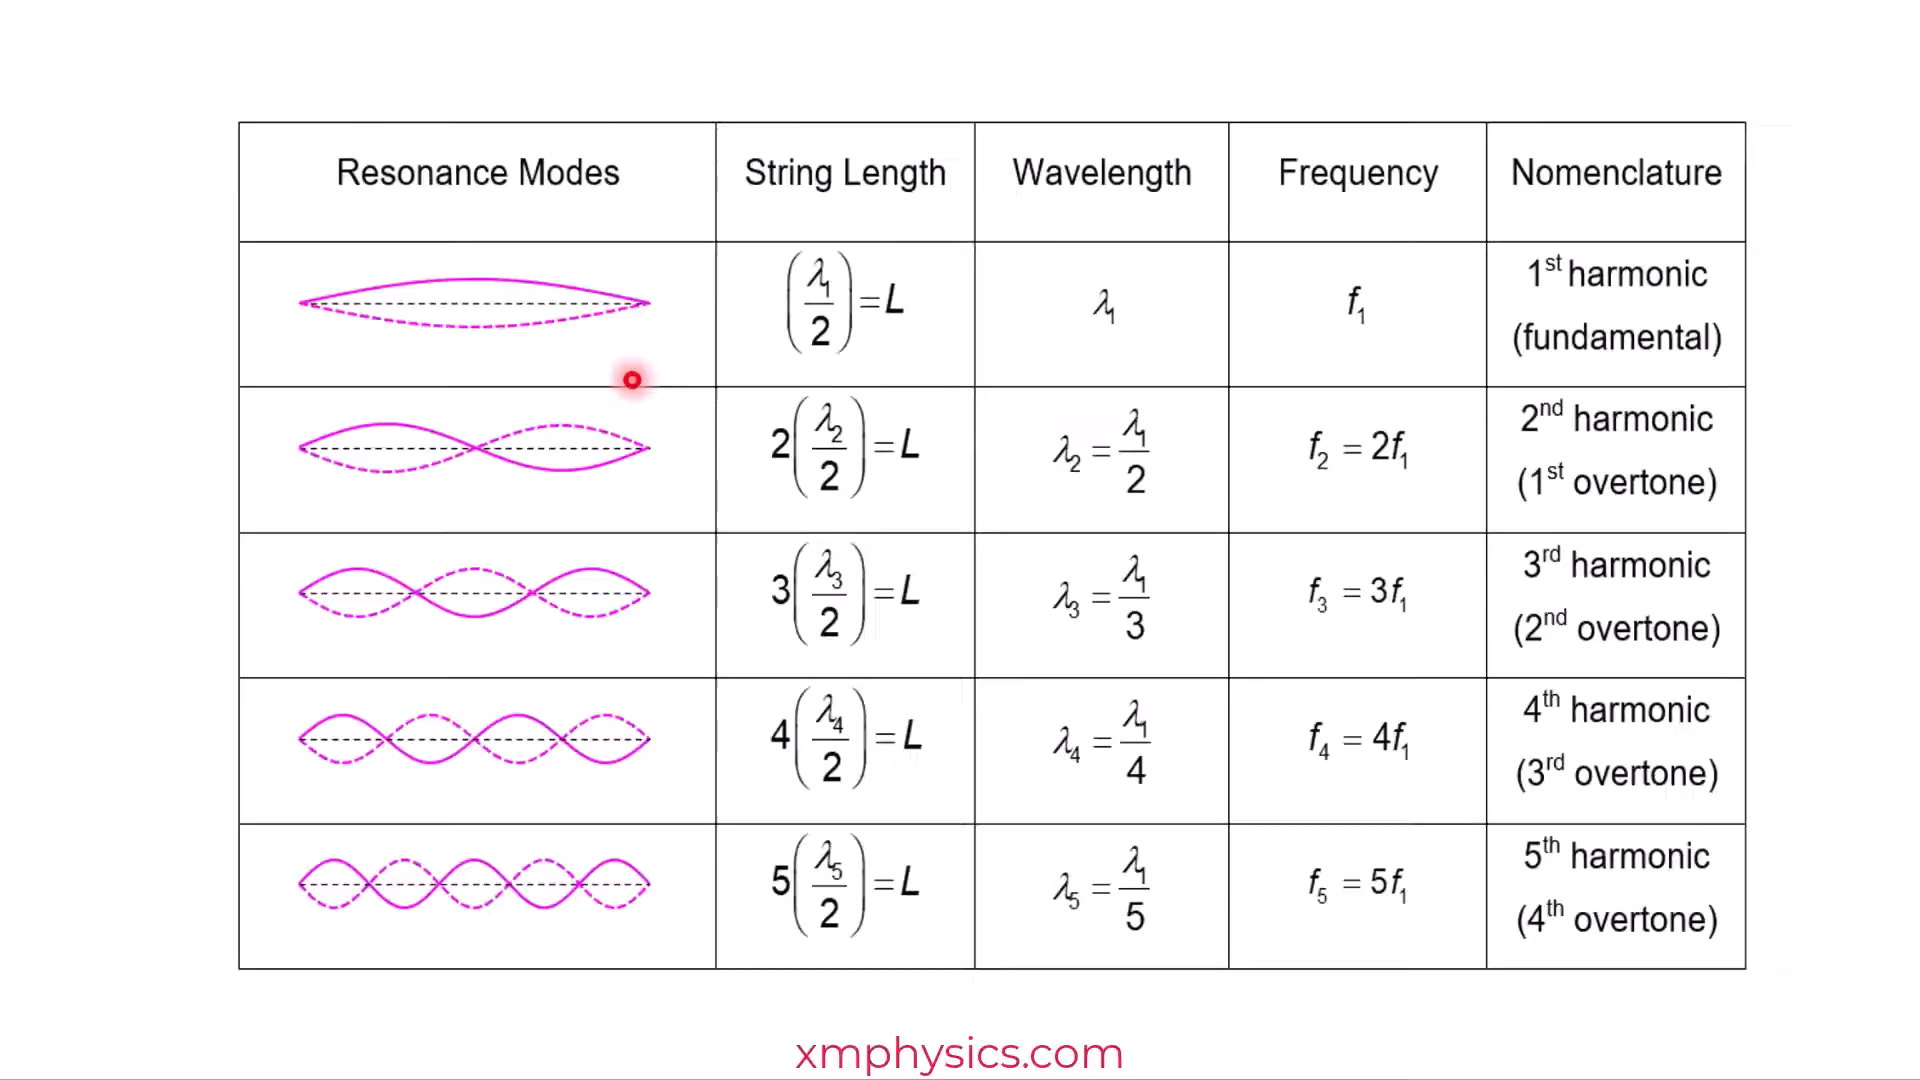 Resonance Modes String Length Wavelength Frequency Nomenclature
(λ₁/2) = L λ₁ f₁ 1st harmonic
(fundamental)
2(λ₂/2) = L λ₂ = λ₁/2 f₂ = 2f₁ 2nd harmonic
(1st overtone)
3(λ₃/2) = L λ₃ = λ₁/3 f₃ = 3f₁ 3rd harmonic
(2nd overtone)
4(λ₄/2) = L λ₄ = λ₁/4 f₄ = 4f₁ 4th harmonic
(3rd overtone)
5(λ₅/2) = L λ₅ = λ₁/5 f₅ = 5f₁ 5th harmonic
(4th overtone)
xmphysics.com